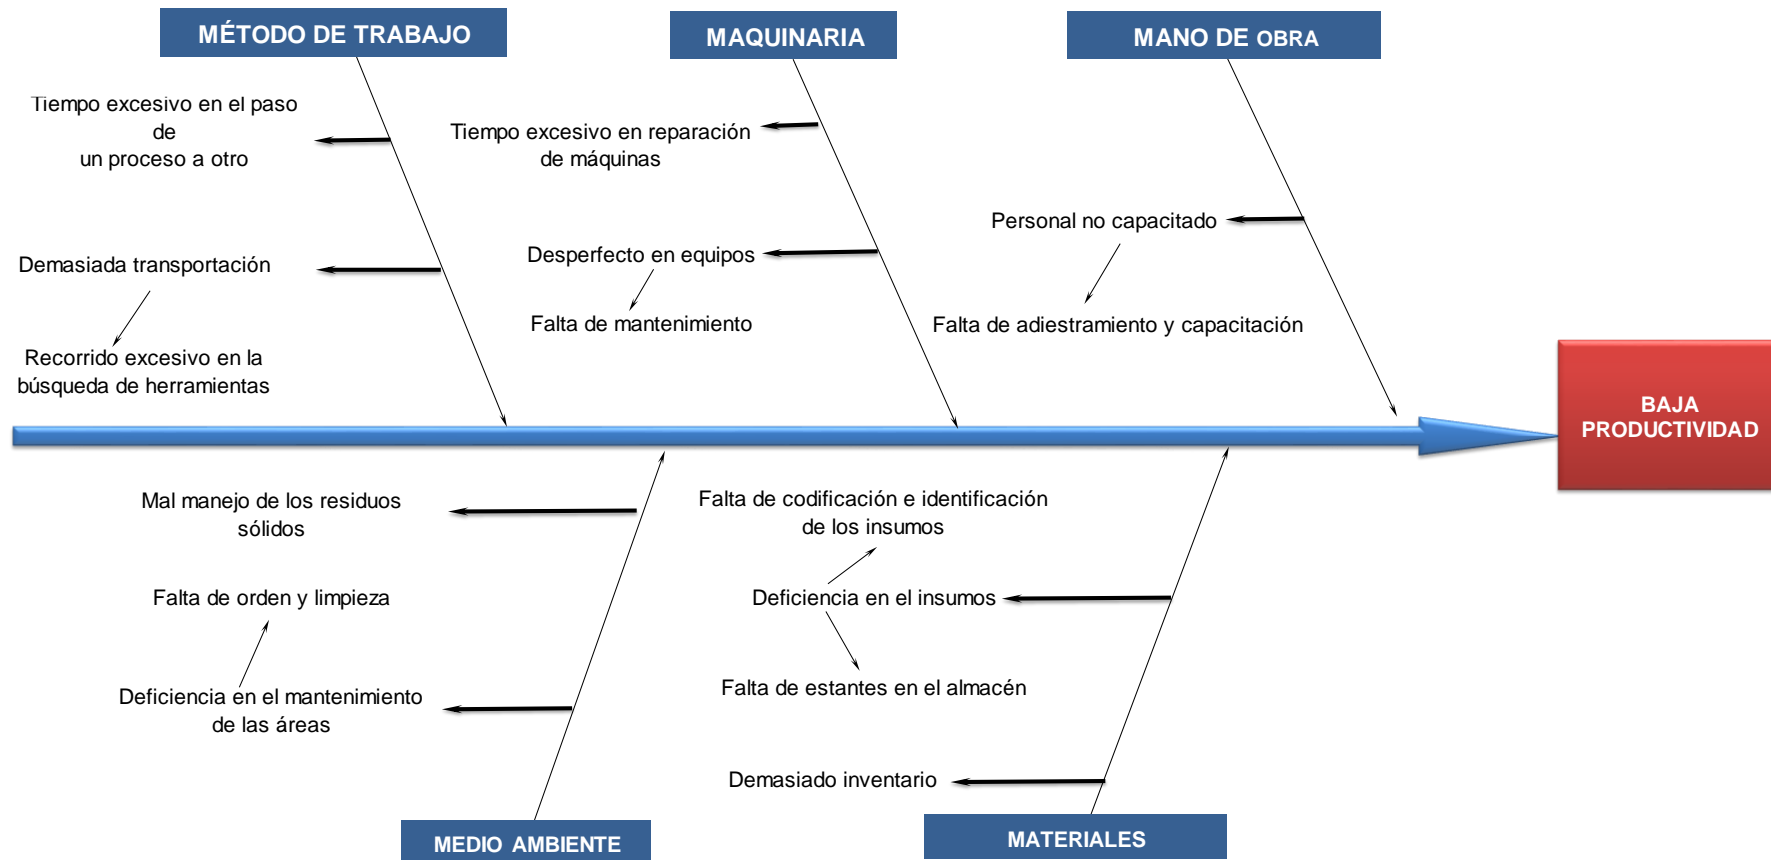 MÉTODO DE TRABAJO
MAQUINARIA
MANO DE OBRA
Tiempo excesivo en el paso
de
un proceso a otro
Tiempo excesivo en reparación
de máquinas
Personal no capacitado
Demasiada transportación
Desperfecto en equipos
Falta de mantenimiento
Falta de adiestramiento y capacitación
Recorrido excesivo en la
búsqueda de herramientas
BAJA
PRODUCTIVIDAD
Mal manejo de los residuos
sólidos
Falta de codificación e identificación
de los insumos
Falta de orden y limpieza
Deficiencia en el insumos
Deficiencia en el mantenimiento
de las áreas
Falta de estantes en el almacén
Demasiado inventario
MEDIO AMBIENTE
MATERIALES